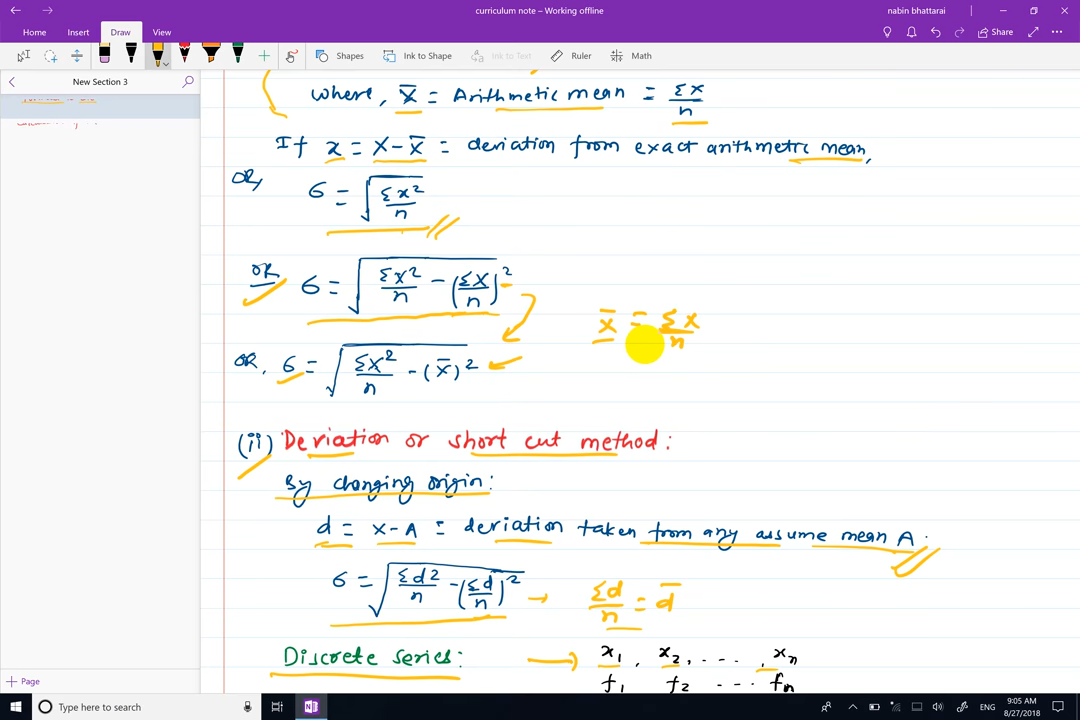 curriculum note – Working offline
nabin bhattarai
Home Insert Draw View
Share
Shapes Ink to Shape Ink to Text Ruler Math
New Section 3
where, X̄ = Arithmetic mean = Σx/n
If x = X-X̄ = deviation from exact arithmetric mean,
OR,
б = √(Σx²/n)
OR б = √(Σx²/n - (Σx/n)²)
x̄ = Σx/n
OR, б = √(Σx²/n - (x̄)²)
(ii) Deviation or short cut method:
By changing origin:
d = x-A = deriation taken from any assume mean A.
б = √(Σd²/n - (Σd/n)²) → Σd/n = d̄
Discrete series: → x₁, x₂, . . . , xₙ
f₁ f₂ . . . fₙ
+ Page
Type here to search
ENG
9:05 AM
8/27/2018